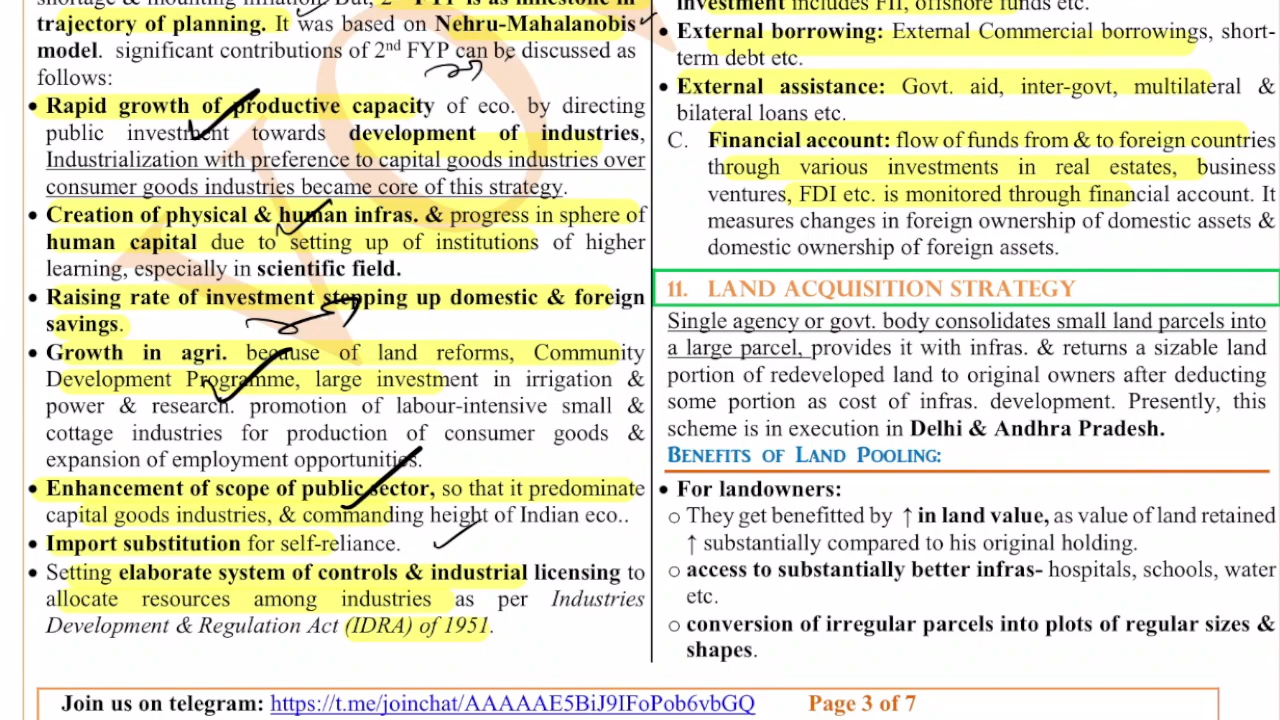 trajectory of planning. It was based on Nehru-Mahalanobis
model. significant contributions of 2nd FYP can be discussed as
follows:
• Rapid growth of productive capacity of eco. by directing
public investment towards development of industries,
Industrialization with preference to capital goods industries over
consumer goods industries became core of this strategy.
• Creation of physical & human infras. & progress in sphere of
human capital due to setting up of institutions of higher
learning, especially in scientific field.
• Raising rate of investment stepping up domestic & foreign
savings.
• Growth in agri. because of land reforms, Community
Development Programme, large investment in irrigation &
power & research. promotion of labour-intensive small &
cottage industries for production of consumer goods &
expansion of employment opportunities.
• Enhancement of scope of public sector, so that it predominate
capital goods industries, & commanding height of Indian eco..
• Import substitution for self-reliance.
• Setting elaborate system of controls & industrial licensing to
allocate resources among industries as per Industries
Development & Regulation Act (IDRA) of 1951.
investment includes FII, offshore funds etc.
• External borrowing: External Commercial borrowings, short-
term debt etc.
• External assistance: Govt. aid, inter-govt, multilateral &
bilateral loans etc.
C. Financial account: flow of funds from & to foreign countries
through various investments in real estates, business
ventures, FDI etc. is monitored through financial account. It
measures changes in foreign ownership of domestic assets &
domestic ownership of foreign assets.
11. LAND ACQUISITION STRATEGY
Single agency or govt. body consolidates small land parcels into
a large parcel, provides it with infras. & returns a sizable land
portion of redeveloped land to original owners after deducting
some portion as cost of infras. development. Presently, this
scheme is in execution in Delhi & Andhra Pradesh.
BENEFITS OF LAND POOLING:
• For landowners:
o They get benefitted by ↑ in land value, as value of land retained
↑ substantially compared to his original holding.
o access to substantially better infras- hospitals, schools, water
etc.
o conversion of irregular parcels into plots of regular sizes &
shapes.
Join us on telegram: https://t.me/joinchat/AAAAAE5BiJ9IFoPob6vbGQ Page 3 of 7